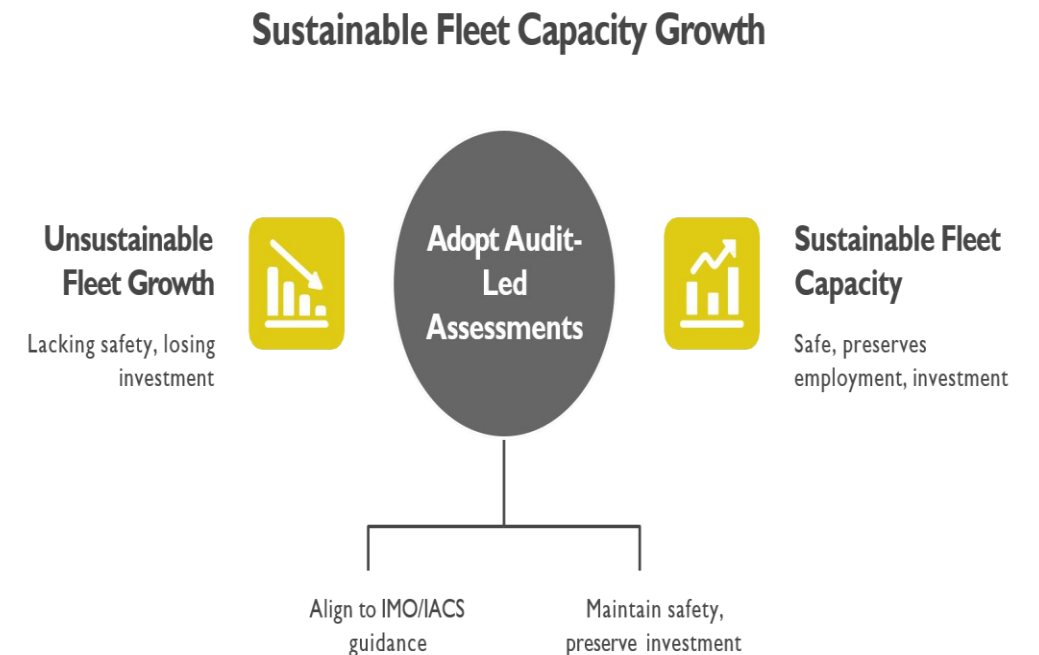 Sustainable Fleet Capacity Growth
Unsustainable
Fleet Growth
Lacking safety, losing
investment
Adopt Audit-
Led
Assessments
Sustainable Fleet
Capacity
Safe, preserves
employment, investment
Align to IMO/IACS
guidance
Maintain safety,
preserve investment